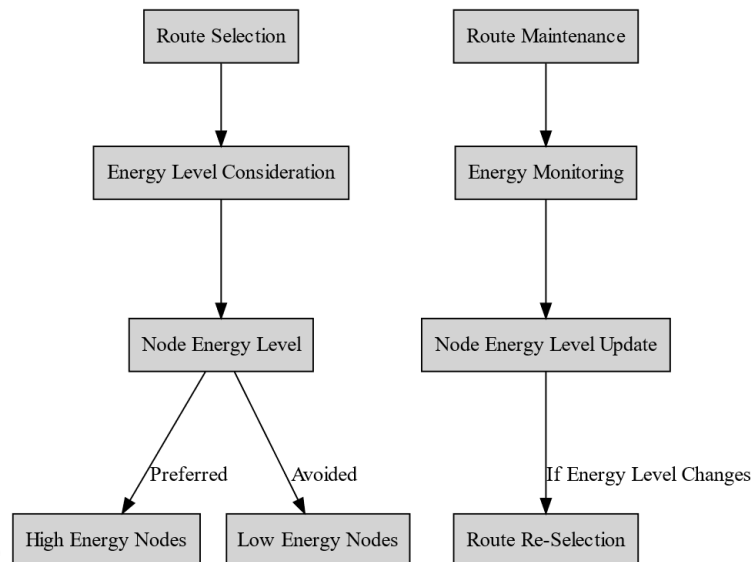 Route Selection
Route Maintenance
Energy Level Consideration
Energy Monitoring
Node Energy Level
Node Energy Level Update
Preferred
Avoided
If Energy Level Changes
High Energy Nodes
Low Energy Nodes
Route Re-Selection